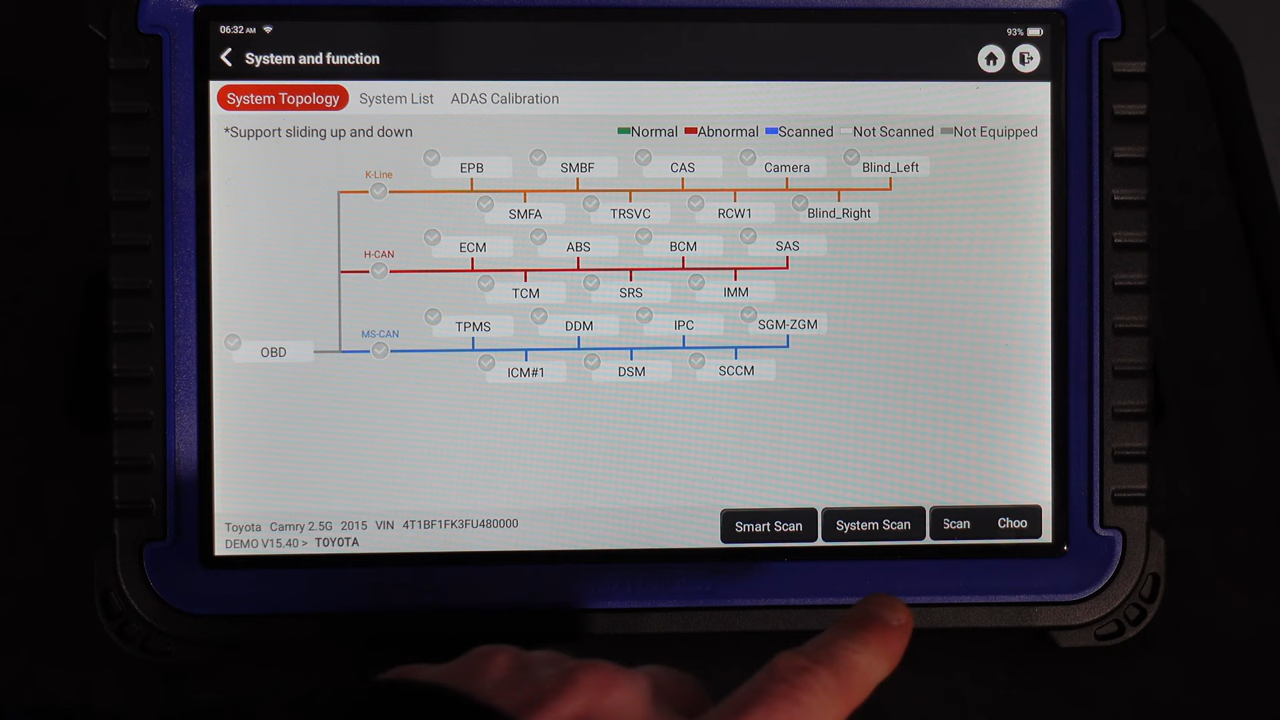 06:32 AM
93%
System and function
System Topology System List ADAS Calibration
*Support sliding up and down
Normal Abnormal Scanned Not Scanned Not Equipped
K-Line
EPB SMBF CAS Camera Blind_Left
SMFA TRSVC RCW1 Blind_Right
H-CAN
ECM ABS BCM SAS
TCM SRS IMM
MS-CAN
TPMS DDM IPC SGM-ZGM
OBD
ICM#1 DSM SCCM
Toyota Camry 2.5G 2015 VIN 4T1BF1FK3FU480000
DEMO V15.40 > TOYOTA
Smart Scan System Scan Scan Choo